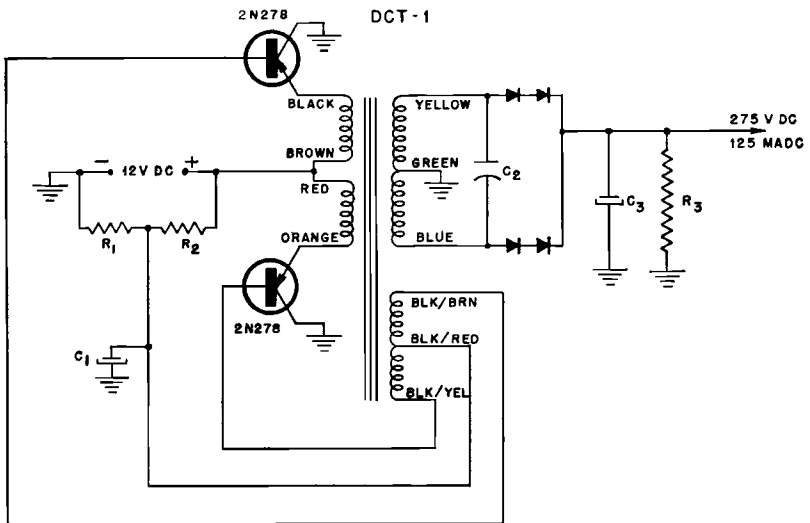 2N278
DCT-1
BLACK
YELLOW
275 V DC
125 MADC
BROWN
GREEN
- 12V DC +
RED
C2
C3
R3
R1
R2
ORANGE
BLUE
2N278
BLK/BRN
BLK/RED
C1
BLK/YEL